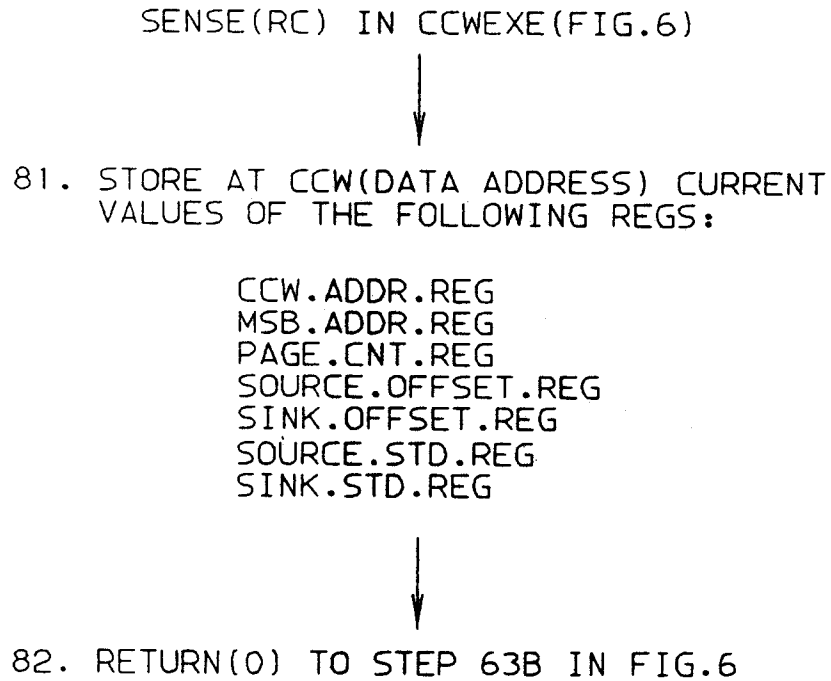 SENSE(RC) IN CCWEXE(FIG.6)
81. STORE AT CCW(DATA ADDRESS) CURRENT
VALUES OF THE FOLLOWING REGS:
CCW.ADDR.REG
MSB.ADDR.REG
PAGE.CNT.REG
SOURCE.OFFSET.REG
SINK.OFFSET.REG
SOURCE.STD.REG
SINK.STD.REG
82. RETURN(0) TO STEP 63B IN FIG.6